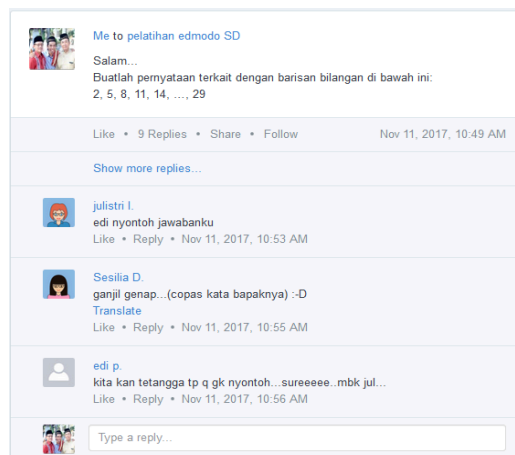 Me to pelatihan edmodo SD
Salam...
Buatlah pernyataan terkait dengan barisan bilangan di bawah ini:
2, 5, 8, 11, 14, ..., 29
Like • 9 Replies • Share • Follow Nov 11, 2017, 10:49 AM
Show more replies...
julistri I.
edi nyontoh jawabanku
Like • Reply • Nov 11, 2017, 10:53 AM
Sesilia D.
ganjil genap...(copas kata bapaknya) :-D
Translate
Like • Reply • Nov 11, 2017, 10:55 AM
edi p.
kita kan tetangga tp q gk nyontoh...sureeeee..mbk jul...
Like • Reply • Nov 11, 2017, 10:56 AM
Type a reply...